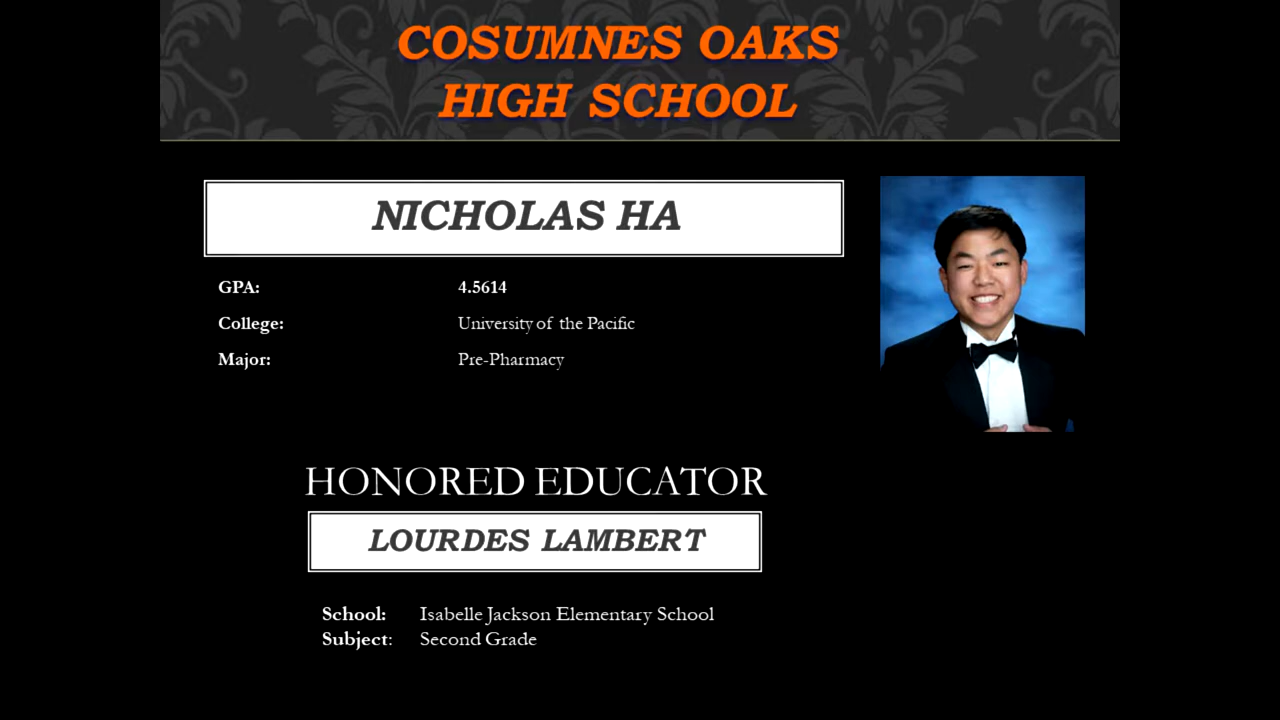 COSUMNES OAKS
HIGH SCHOOL
NICHOLAS HA
GPA: 4.5614
College: University of the Pacific
Major: Pre-Pharmacy
HONORED EDUCATOR
LOURDES LAMBERT
School: Isabelle Jackson Elementary School
Subject: Second Grade